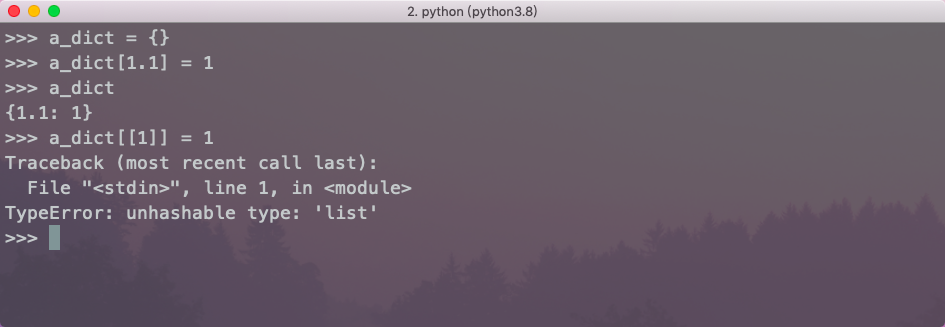 2. python (python3.8)
>>> a_dict = {}
>>> a_dict[1.1] = 1
>>> a_dict
{1.1: 1}
>>> a_dict[[1]] = 1
Traceback (most recent call last):
  File "<stdin>", line 1, in <module>
TypeError: unhashable type: 'list'
>>>